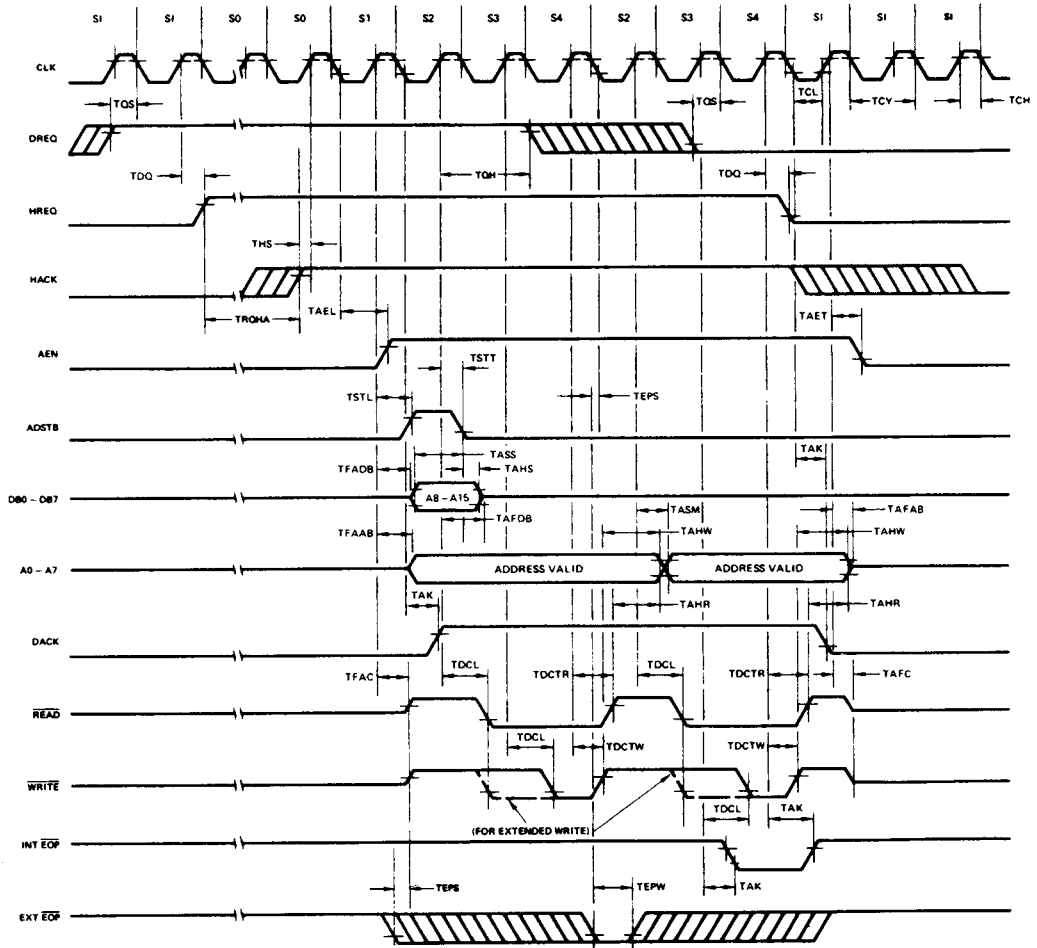 SI SI S0 S0 S1 S2 S3 S4 S2 S3 S4 SI SI SI
CLK
TCL
TQS TQS TCY TCH
DREQ
TDQ TQH TDQ
HREQ
THS
HACK
TRQHA TAEL TAET
AEN
TSTT
TSTL TEPS
ADSTB
TASS TAK
TFADB TAHS
DB0 – DB7 A8 – A15
TASM TAFAB
TAFDB
TFAAB TAHW TAHW
A0 – A7 ADDRESS VALID ADDRESS VALID
TAK TAHR TAHR
DACK
TFAC TDCL TDCTR TDCL TDCTR TAFC
READ
TDCL TDCTW TDCTW
WRITE
TDCL TAK
(FOR EXTENDED WRITE)
INT EOP
TEPS TEPW TAK
EXT EOP